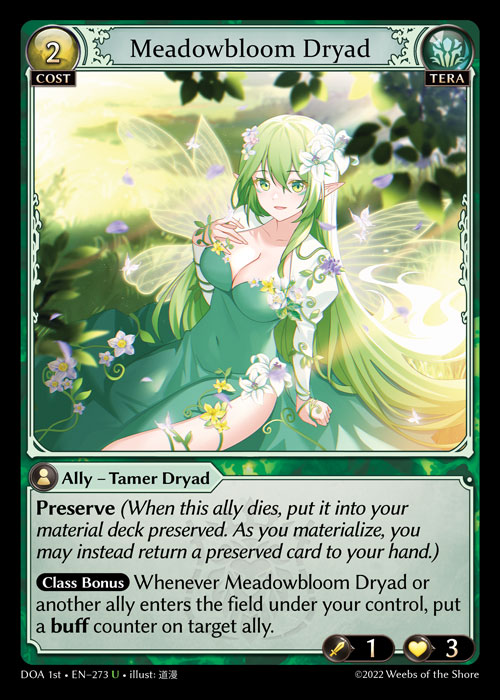 2
Meadowbloom Dryad
COST
TERA
Ally – Tamer Dryad
Preserve (When this ally dies, put it into your
material deck preserved. As you materialize, you
may instead return a preserved card to your hand.)
Class Bonus Whenever Meadowbloom Dryad or
another ally enters the field under your control, put
a buff counter on target ally.
1
3
DOA 1st • EN–273 U • illust: 道漫
©2022 Weebs of the Shore